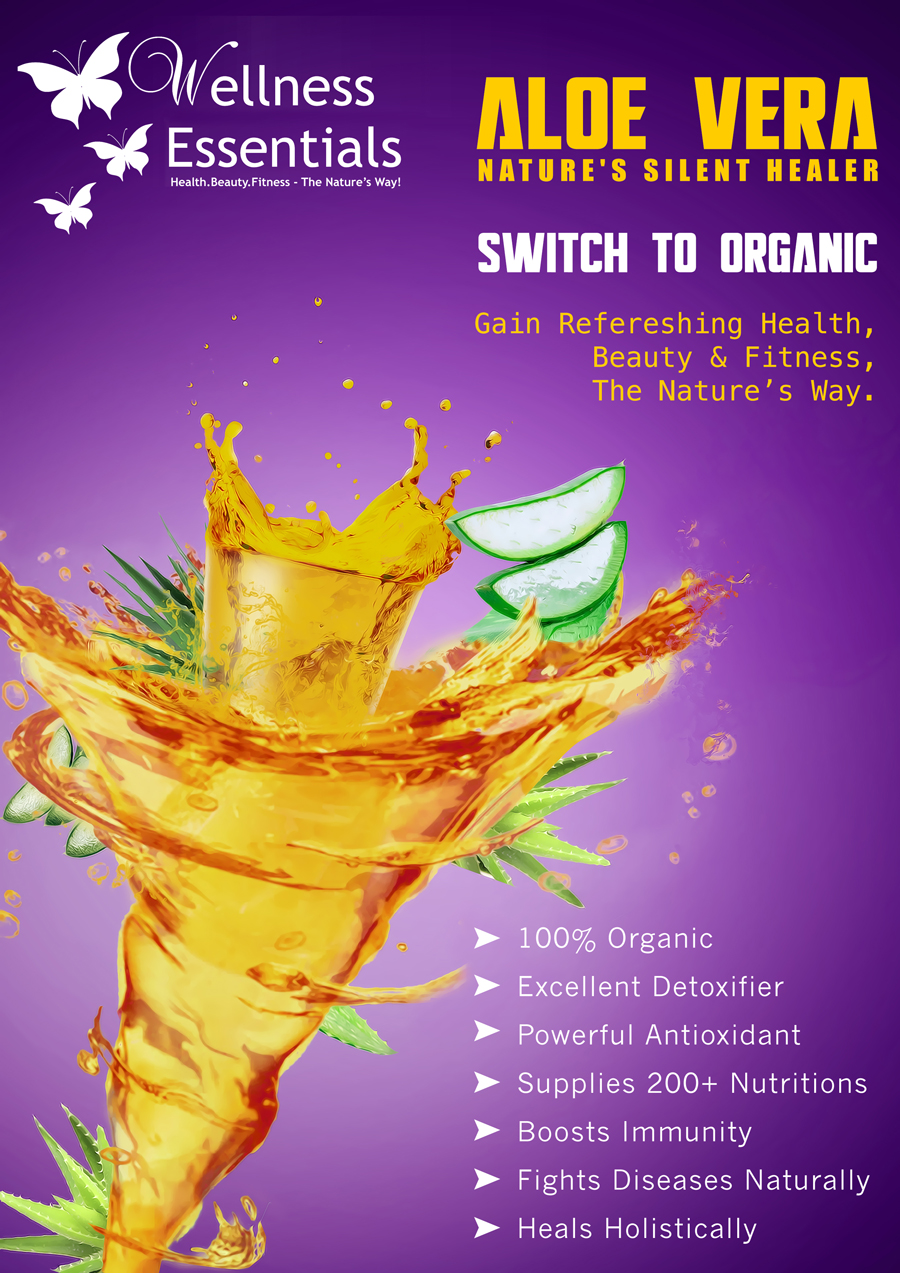 Wellness
Essentials
Health.Beauty.Fitness - The Nature's Way!
ALOE VERA
NATURE'S SILENT HEALER
SWITCH TO ORGANIC
Gain Refereshing Health,
Beauty & Fitness,
The Nature's Way.
100% Organic
Excellent Detoxifier
Powerful Antioxidant
Supplies 200+ Nutritions
Boosts Immunity
Fights Diseases Naturally
Heals Holistically